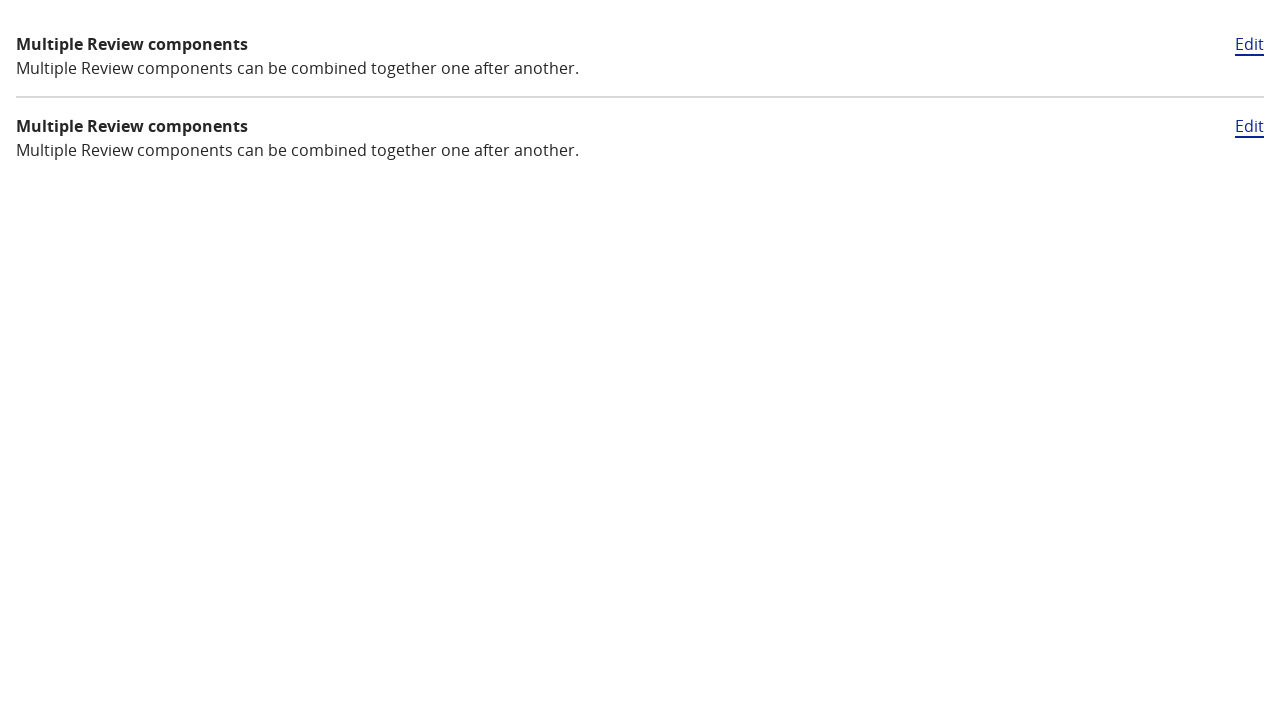 Multiple Review components
Edit
Multiple Review components can be combined together one after another.
Multiple Review components
Edit
Multiple Review components can be combined together one after another.